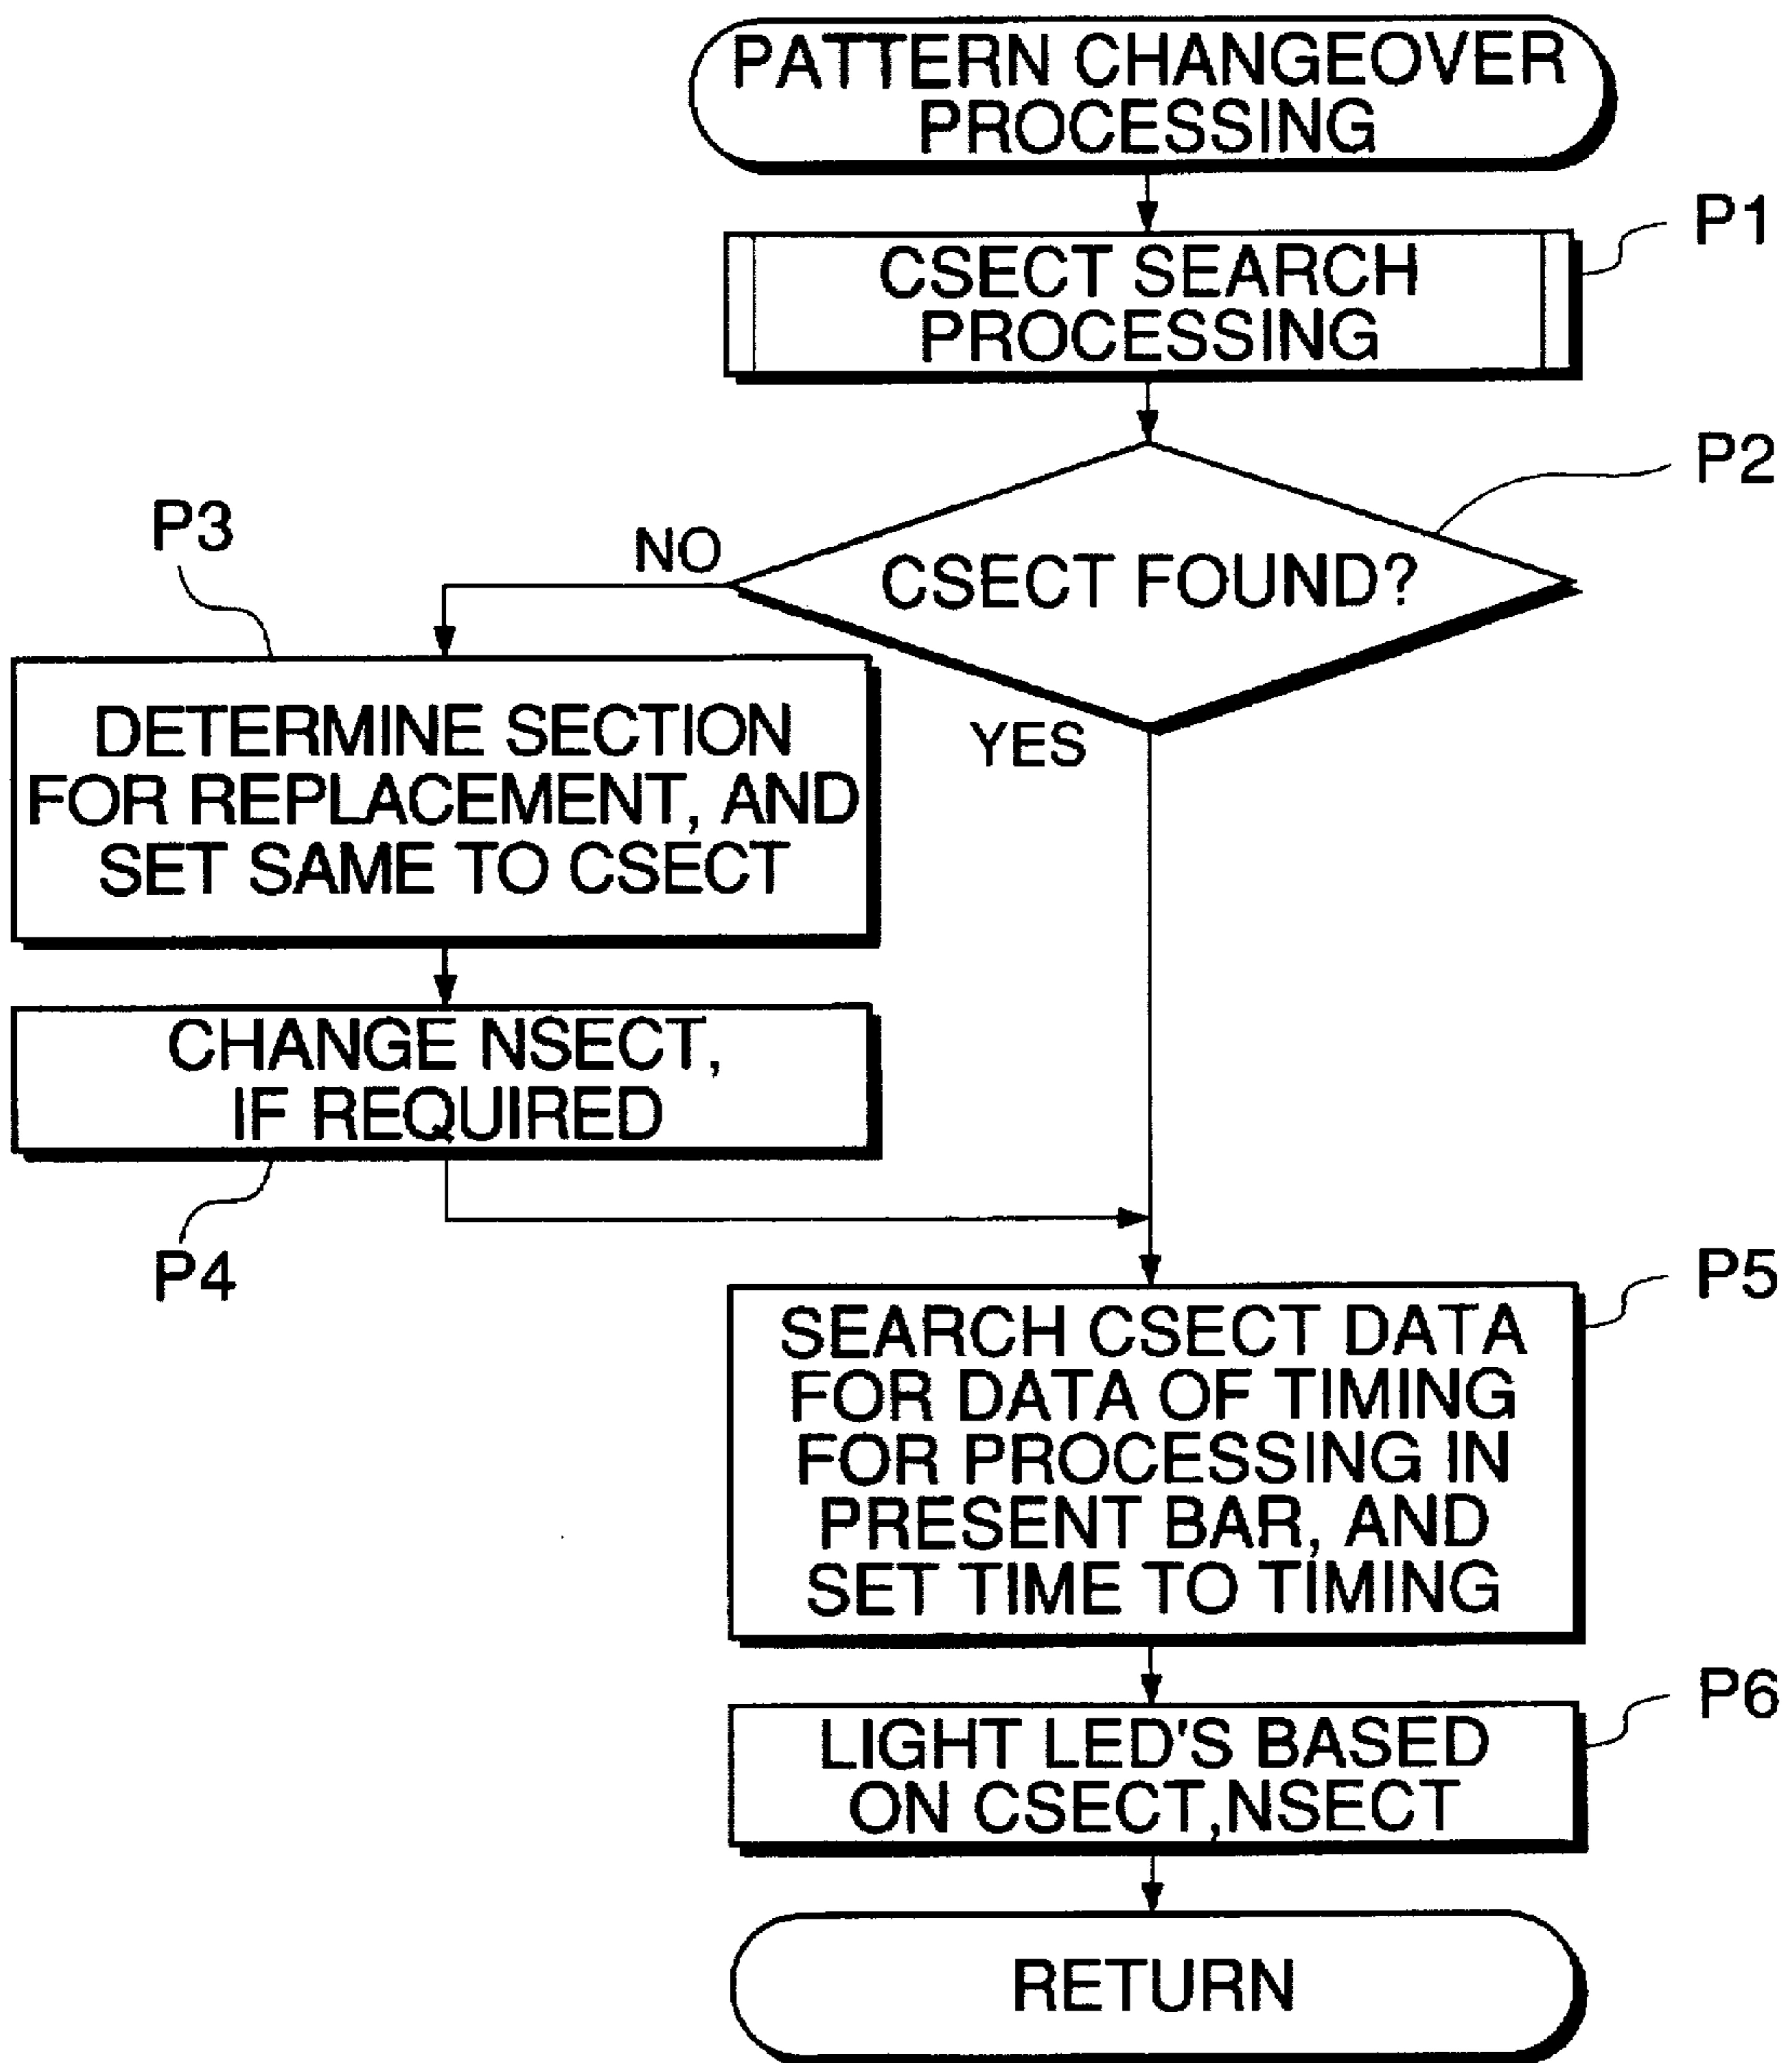 PATTERN CHANGEOVER
PROCESSING
P1
CSECT SEARCH
PROCESSING
P2
CSECT FOUND?
NO
YES
P3
DETERMINE SECTION
FOR REPLACEMENT, AND
SET SAME TO CSECT
CHANGE NSECT,
IF REQUIRED
P4
P5
SEARCH CSECT DATA
FOR DATA OF TIMING
FOR PROCESSING IN
PRESENT BAR, AND
SET TIME TO TIMING
P6
LIGHT LED'S BASED
ON CSECT,NSECT
RETURN